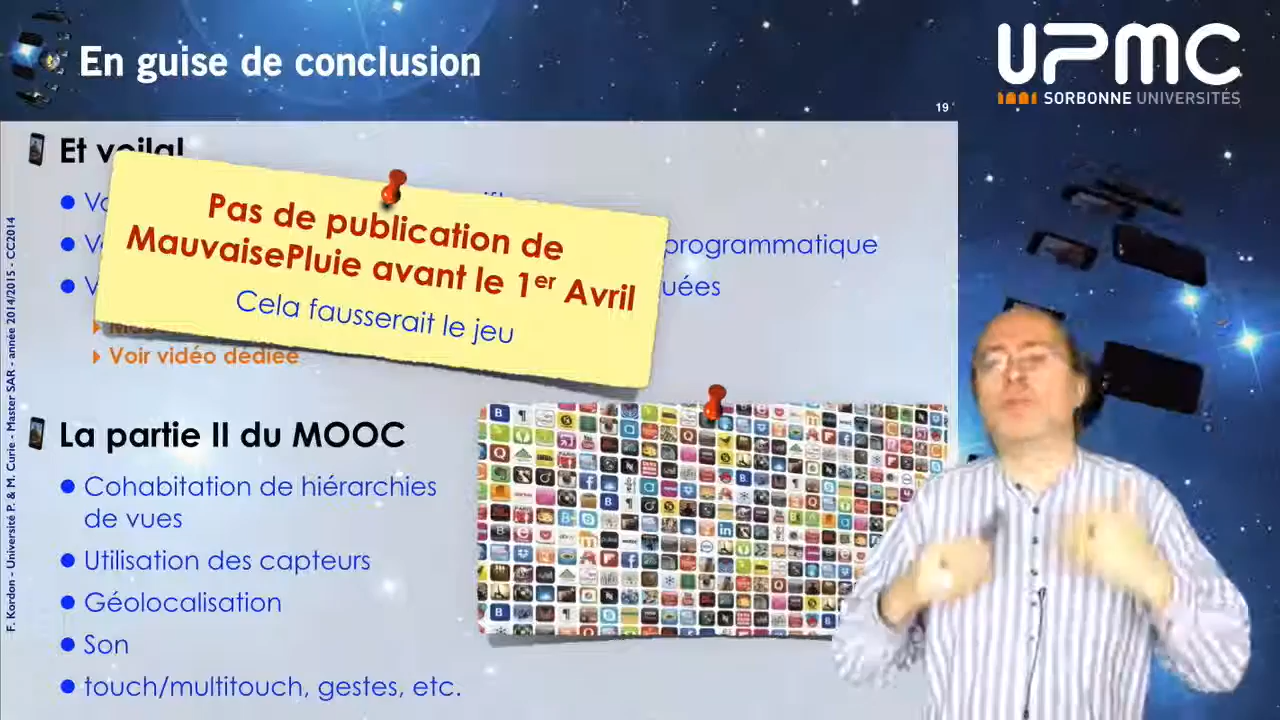 En guise de conclusion
UPMC
SORBONNE UNIVERSITÉS
19
Et voila!
programmatique
uées
Pas de publication de
MauvaisePluie avant le 1er Avril
Cela fausserait le jeu
Voir vidéo dédiée
La partie II du MOOC
Cohabitation de hiérarchies
de vues
Utilisation des capteurs
Géolocalisation
Son
touch/multitouch, gestes, etc.
F. Kordon - Université P. & M. Curie - Master SAR - année 2014/2015 - CC2014